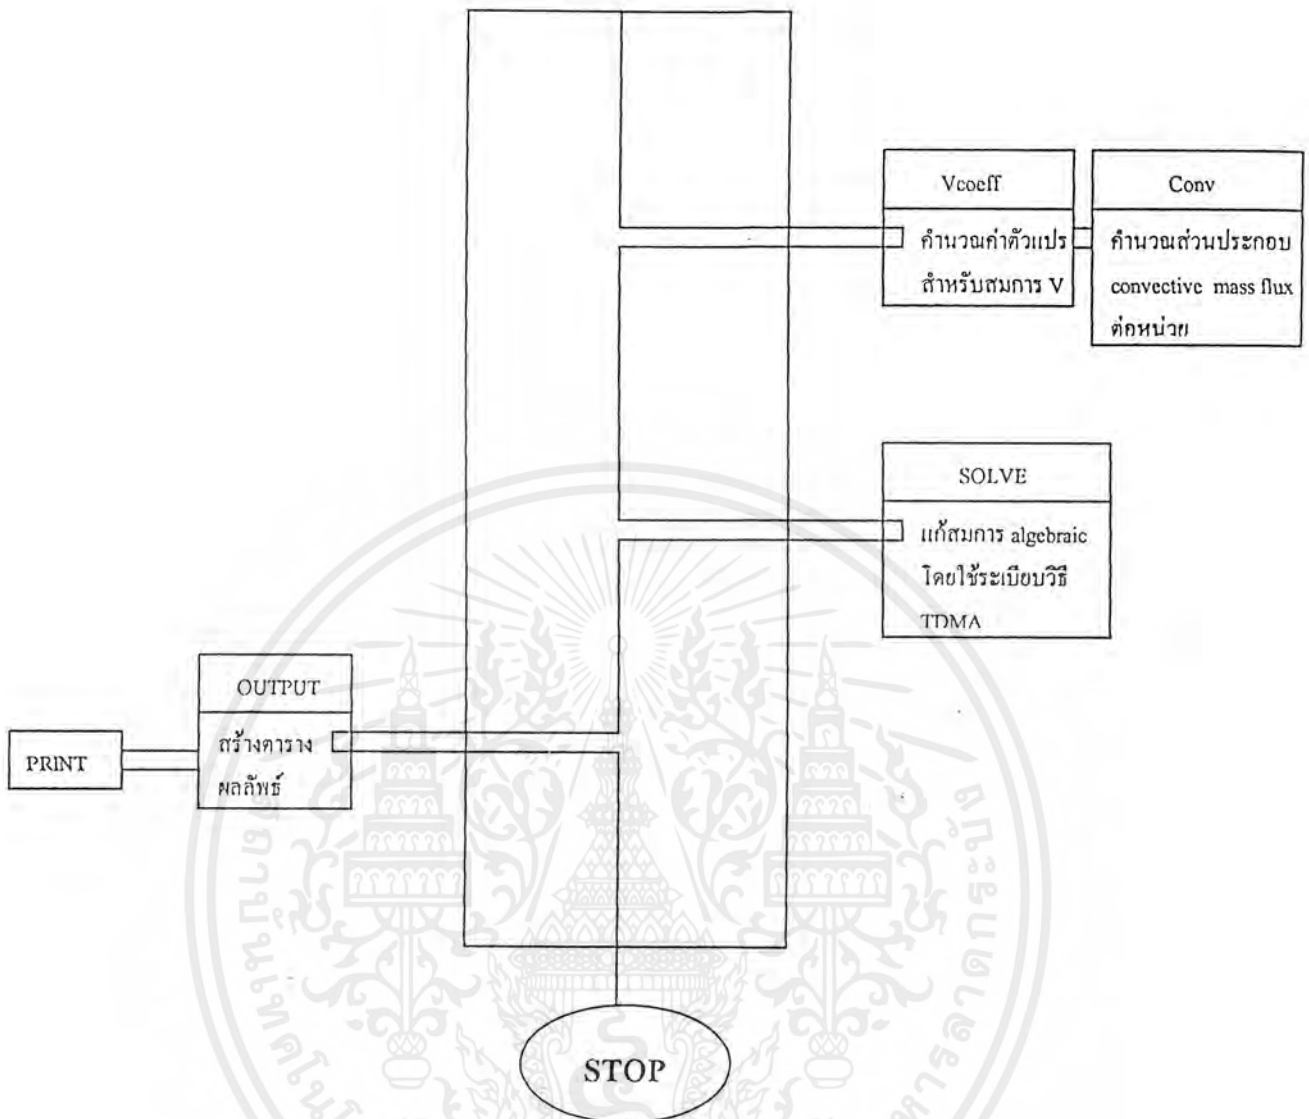 Vcoeff
คำนวณค่าตัวแปร
สำหรับสมการ V
Conv
คำนวณส่วนประกอบ
convective mass flux
ต่อหน่วย
SOLVE
แก้สมการ algebraic
โดยใช้ระเบียบวิธี
TDMA
OUTPUT
สร้างตาราง
ผลลัพธ์
PRINT
STOP